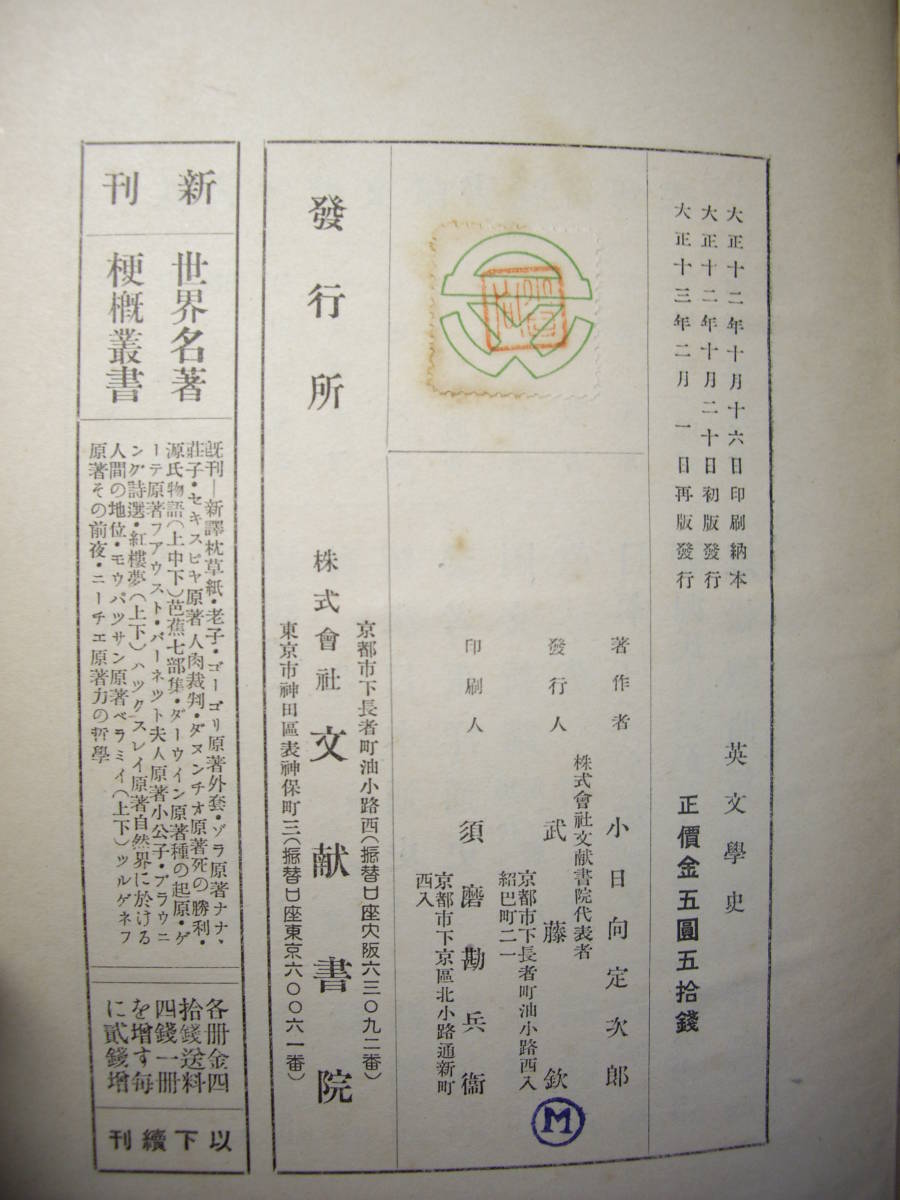 大正十二年十月十六日印刷納本
大正十二年十月二十日初版發行
大正十三年二月一日再版發行
英文學史
正價金五圓五拾錢
著作者 小日向定次郎
株式會社文献書院代表者
發行人 武藤欽
京都市下長者町油小路西入
紹巴町二一
印刷人 須磨勘兵衞
京都市下京區北小路通新町
西入
發行所 株式會社 文献書院
京都市下長者町油小路西(振替口座大阪六三〇九二番)
東京市神田區表神保町三(振替口座東京六〇〇六一番)
新刊
世界名著
梗概叢書
既刊—新譯枕草紙・老子・ゴーゴリ原著外套・ゾラ原著ナナ、
莊子・セキスピヤ原著人肉裁判・ダヌンチオ原著死の勝利・
源氏物語(上中下)芭蕉七部集・ダーウイン原著種の起原・ゲ
ーテ原著フアウスト・バーネツト夫人原著小公子・ブラウニ
ング詩選・紅樓夢(上下)ハツクスレイ原著自然界に於ける
人間の地位・モウパツサン原著ベラミイ(上下)ツルゲネフ
原著その前夜・ニーチエ原著力の哲學
各册金四
拾錢送料
四錢一册
を增す每
に貳錢增
以下續刊
M